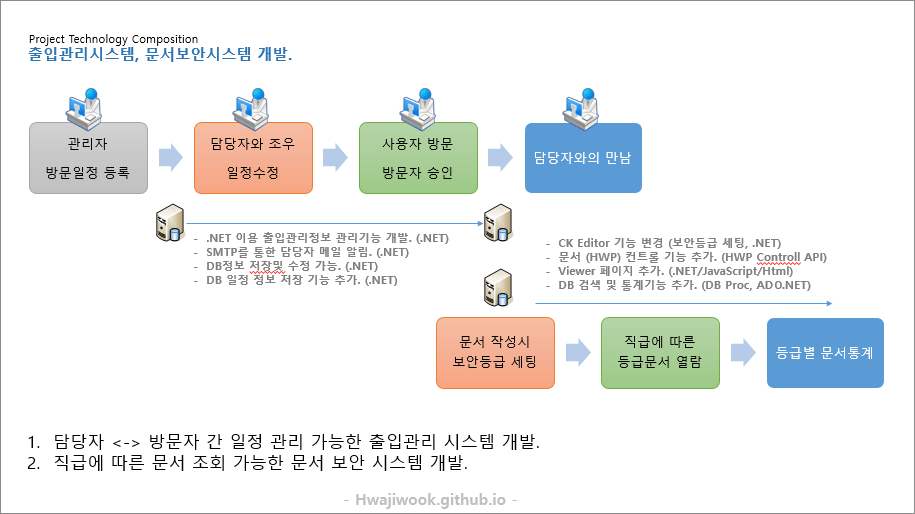 Project Technology Composition
출입관리시스템, 문서보안시스템 개발.
관리자
방문일정 등록
담당자와 조우
일정수정
사용자 방문
방문자 승인
담당자와의 만남
- .NET 이용 출입관리정보 관리기능 개발. (.NET)
- SMTP를 통한 담당자 메일 알림. (.NET)
- DB정보 저장및 수정 가능. (.NET)
- DB 일정 정보 저장 기능 추가. (.NET)
- CK Editor 기능 변경 (보안등급 세팅, .NET)
- 문서 (HWP) 컨트롤 기능 추가. (HWP Controll API)
- Viewer 페이지 추가. (.NET/JavaScript/Html)
- DB 검색 및 통계기능 추가. (DB Proc, ADO.NET)
문서 작성시
보안등급 세팅
직급에 따른
등급문서 열람
등급별 문서통계
1. 담당자 <-> 방문자 간 일정 관리 가능한 출입관리 시스템 개발.
2. 직급에 따른 문서 조회 가능한 문서 보안 시스템 개발.
- Hwajiwook.github.io -